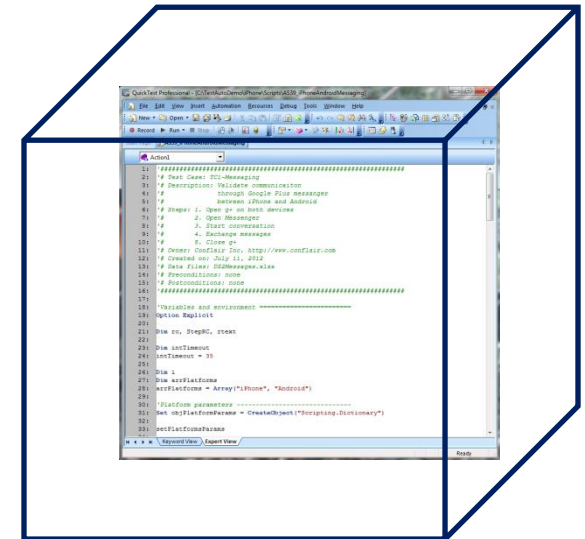 QuickTest Professional - [C:\TestAutoDemo\iPhone\Scripts\AS39_iPhoneAndroidMessaging]
File Edit View Insert Automation Resources Debug Tools Window Help
New Open
Record Run Stop
AS39_iPhoneAndroidMessaging
Action1
1: '############################################################
2: '# Test Case: TC1-Messaging
3: '# Description: Validate communicaiton
4: '# through Google Plus messanger
5: '# between iPhone and Android
6: '# Steps: 1. Open g+ on both devices
7: '# 2. Open Messenger
8: '# 3. Start conversation
9: '# 4. Exchange messages
10: '# 5. Close g+
11: '# Owner: Conflair Inc, http://www.conflair.com
12: '# Created on: July 11, 2012
13: '# Data files: DS2Messages.xlsx
14: '# Preconditions: none
15: '# Postconditions: none
16: '############################################################
17:
18: 'Variables and environment =======================
19: Option Explicit
20:
21: Dim rc, StepRC, rtext
22:
23: Dim intTimeout
24: intTimeout = 35
25:
26: Dim i
27: Dim arrPlatforms
28: arrPlatforms = Array("iPhone", "Android")
29:
30: 'Platform parameters ----------------------------
31: Set objPlatformParams = CreateObject("Scripting.Dictionary")
32:
33: setPlatformsParams
Keyword View Expert View
Ready